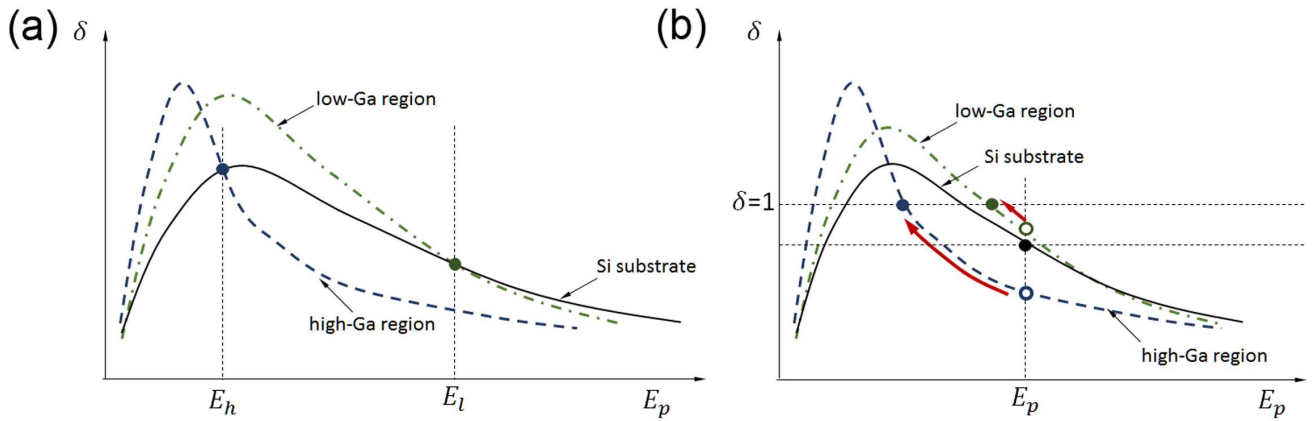 (a)
δ
low-Ga region
Si substrate
high-Ga region
E_h
E_l
E_p
(b)
δ
low-Ga region
Si substrate
δ=1
high-Ga region
E_p
E_p